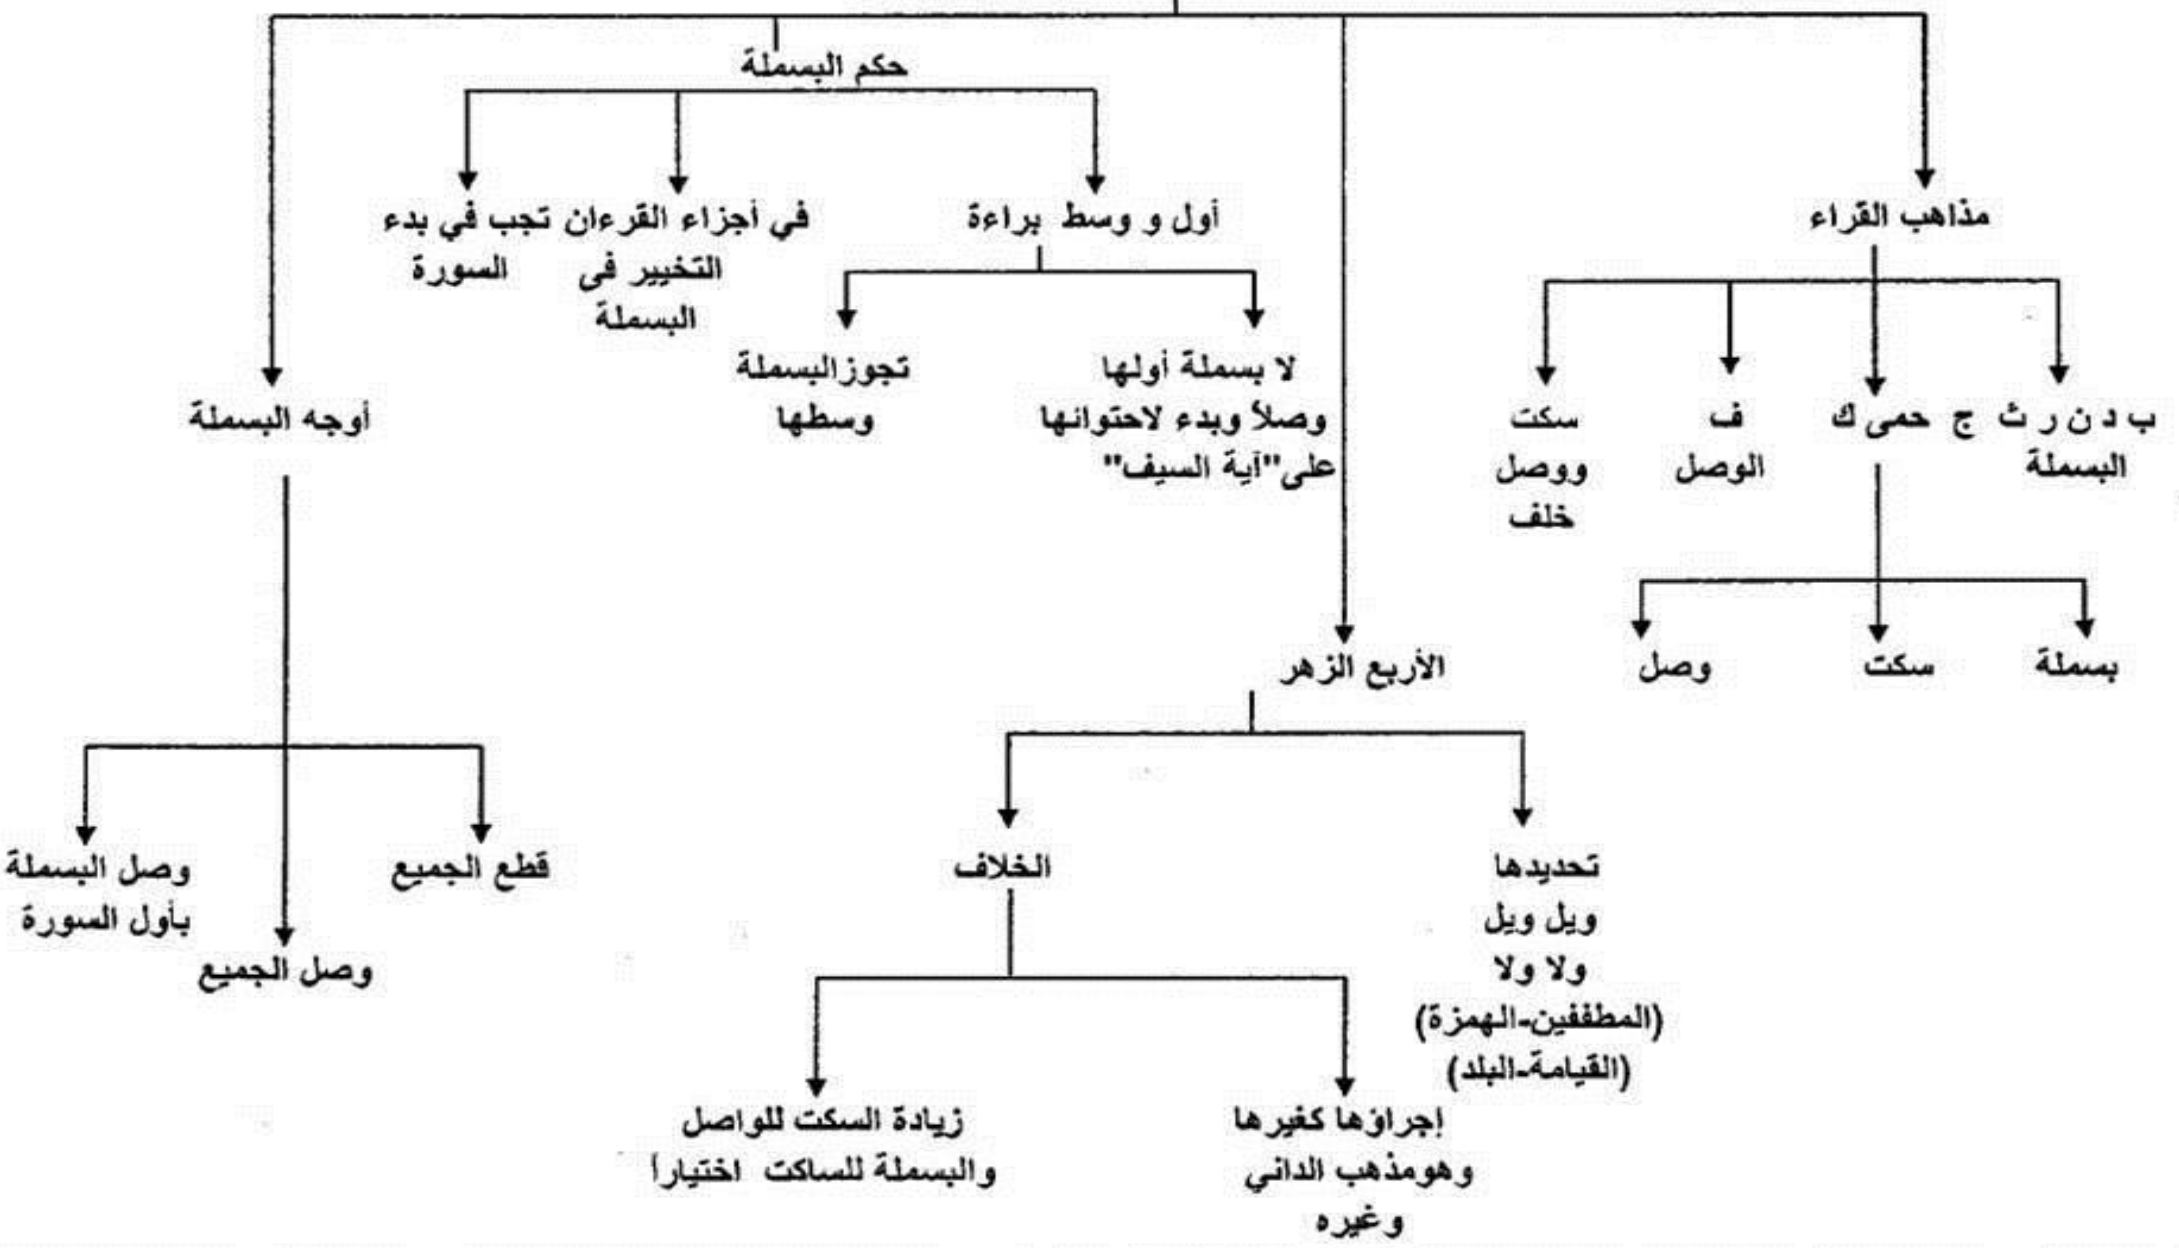 حكم البسملة
مذاهب القراء
أول و وسط براءة
في أجزاء القرءان
التخيير فى
البسملة
تجب في بدء
السورة
ب د ن ر ث
البسملة
ج حمى ك
ف
الوصل
سكت
ووصل
خلف
لا بسملة أولها
وصلاً وبدء لاحتوائها
على"آية السيف"
تجوزالبسملة
وسطها
أوجه البسملة
بسملة
سكت
وصل
الأربع الزهر
تحديدها
ويل ويل
ولا ولا
(المطففين-الهمزة)
(القيامة-البلد)
الخلاف
قطع الجميع
وصل الجميع
وصل البسملة
بأول السورة
إجراؤها كغيرها
وهومذهب الداني
وغيره
زيادة السكت للواصل
والبسملة للساكت اختياراً